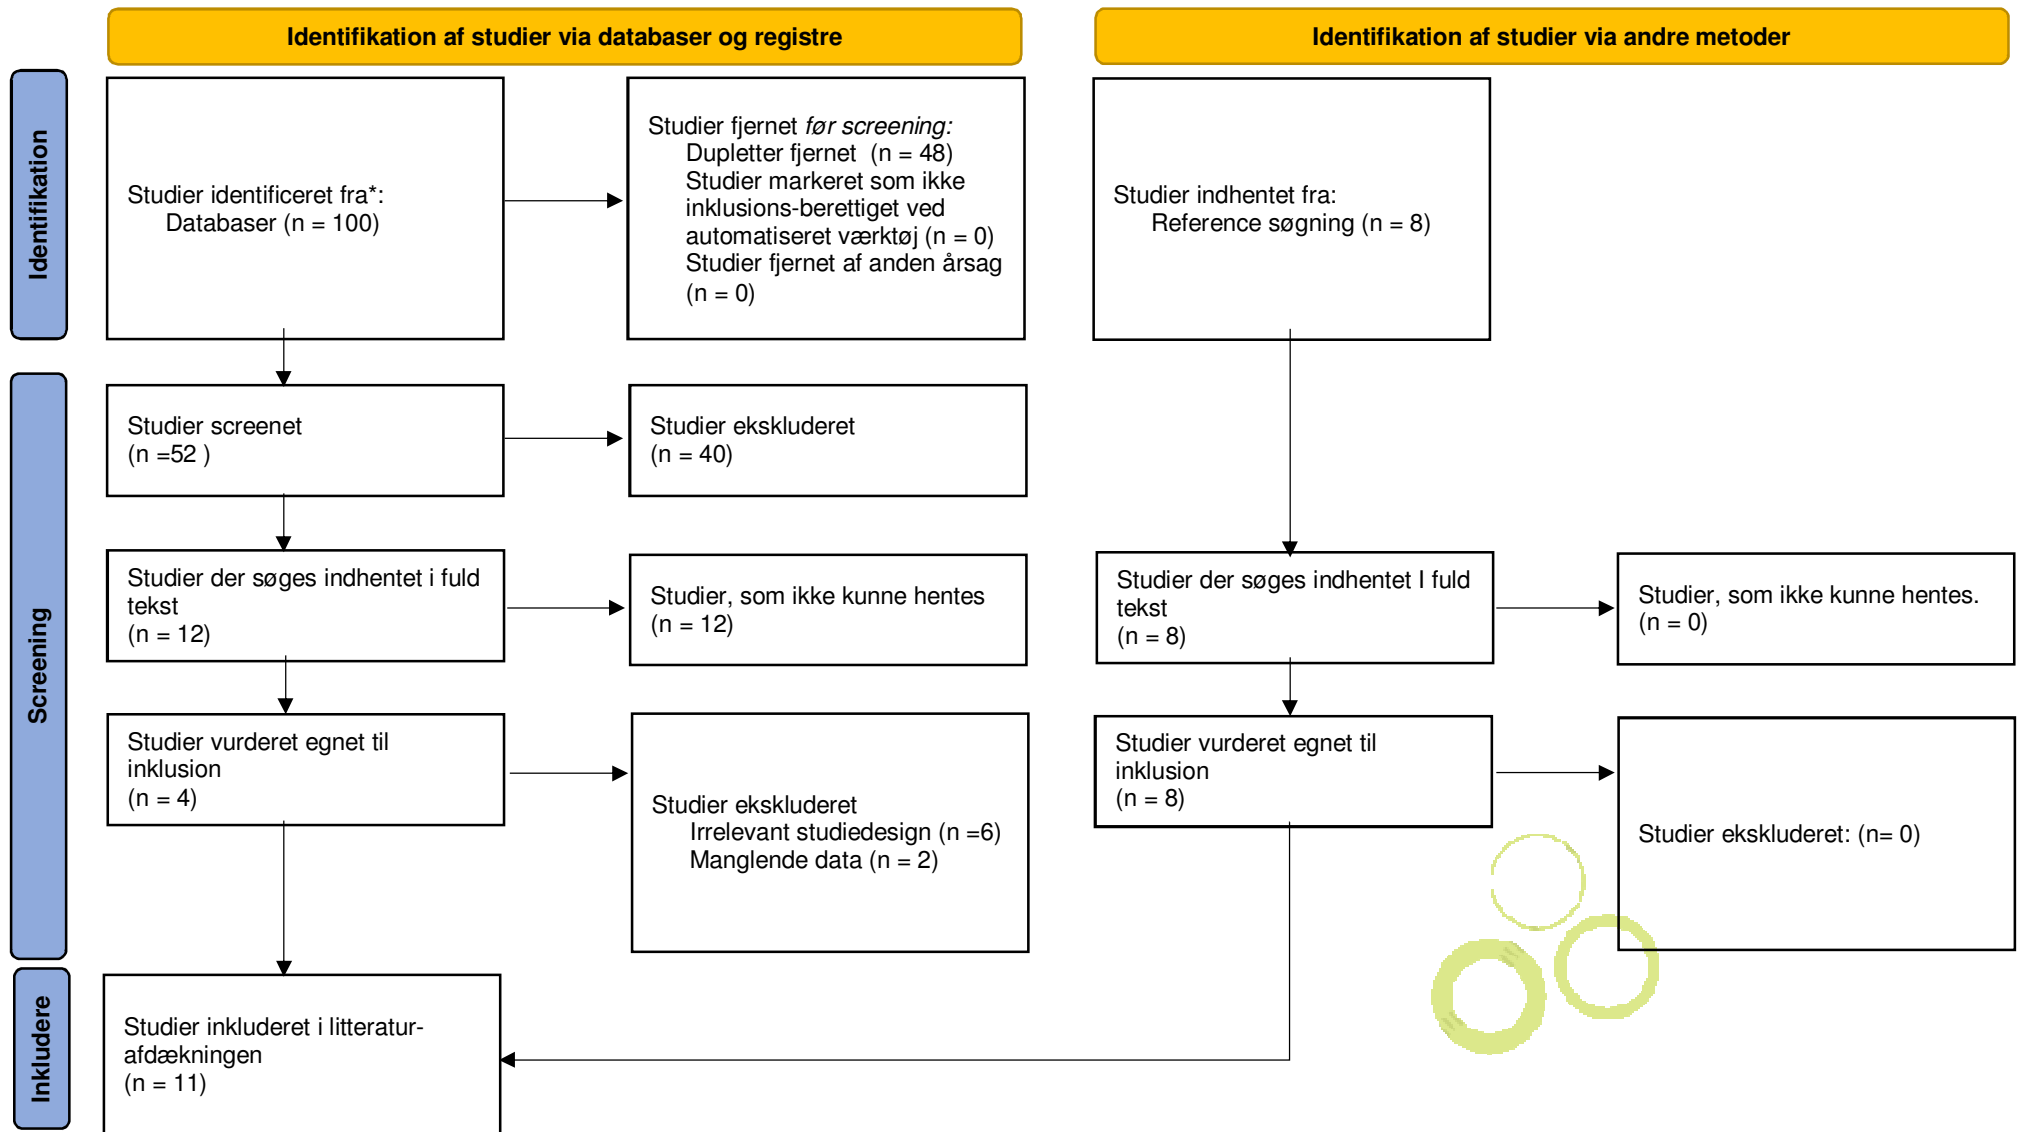 Identifikation af studier via databaser og registre
Identifikation af studier via andre metoder
Identifikation
Studier identificeret fra*:
Databaser (n = 100)
Studier fjernet før screening:
Dupletter fjernet  (n = 48)
Studier markeret som ikke
inklusions-berettiget ved
automatiseret værktøj (n = 0)
Studier fjernet af anden årsag
(n = 0)
Studier indhentet fra:
Reference søgning (n = 8)
Screening
Studier screenet
(n =52 )
Studier ekskluderet
(n = 40)
Studier der søges indhentet i fuld
tekst
(n = 12)
Studier, som ikke kunne hentes
(n = 12)
Studier der søges indhentet I fuld
tekst
(n = 8)
Studier, som ikke kunne hentes.
(n = 0)
Studier vurderet egnet til
inklusion
(n = 4)
Studier ekskluderet
Irrelevant studiedesign (n =6)
Manglende data (n = 2)
Studier vurderet egnet til
inklusion
(n = 8)
Studier ekskluderet: (n= 0)
Inkludere
Studier inkluderet i litteratur-
afdækningen
(n = 11)